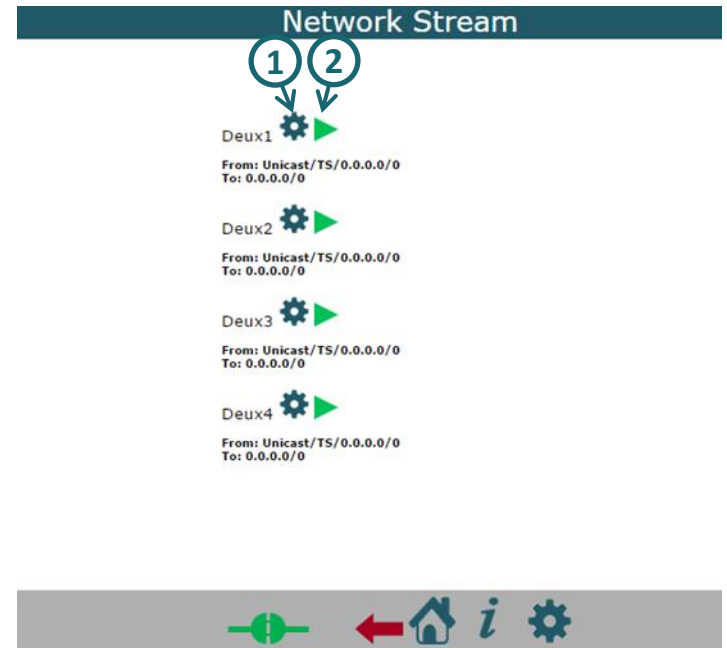 Network Stream
1 2
Deux1
From: Unicast/TS/0.0.0.0/0
To: 0.0.0.0/0
Deux2
From: Unicast/TS/0.0.0.0/0
To: 0.0.0.0/0
Deux3
From: Unicast/TS/0.0.0.0/0
To: 0.0.0.0/0
Deux4
From: Unicast/TS/0.0.0.0/0
To: 0.0.0.0/0
i